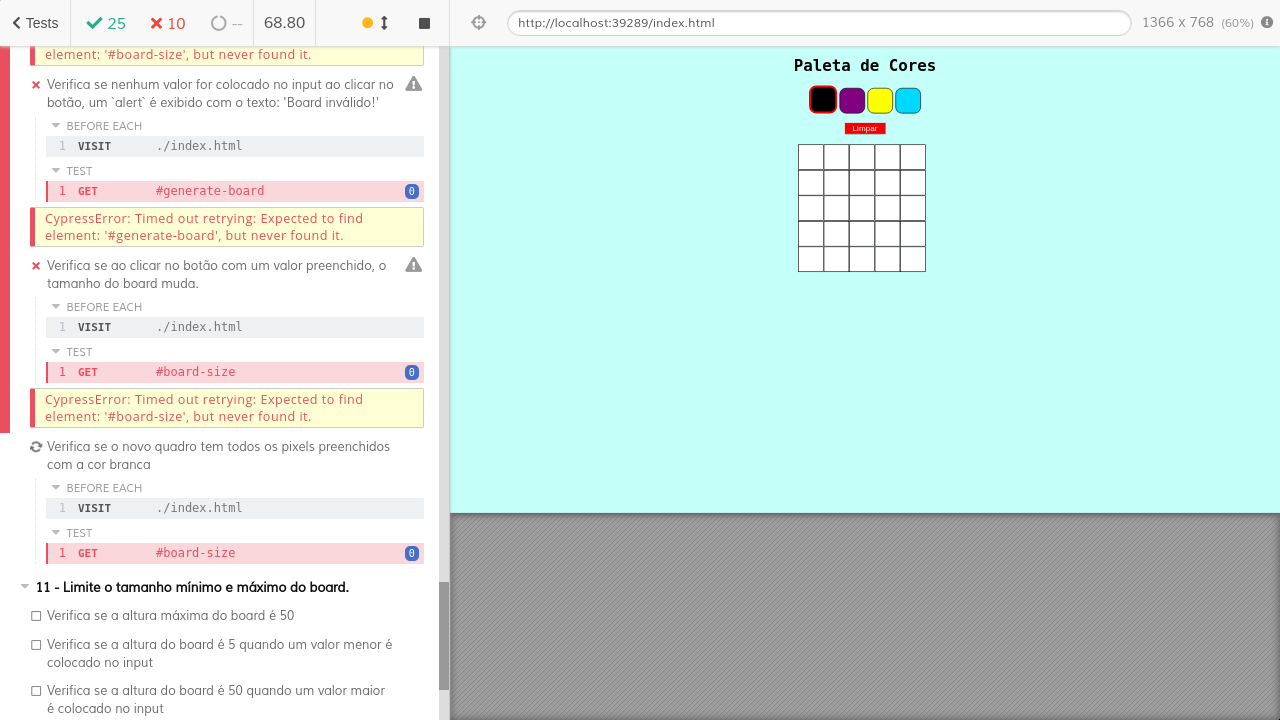 Tests 25 10 -- 68.80 http://localhost:39289/index.html 1366 x 768 (60%)
element: '#board-size', but never found it.
Verifica se nenhum valor for colocado no input ao clicar no
botão, um `alert` é exibido com o texto: 'Board inválido!'
BEFORE EACH
1 VISIT ./index.html
TEST
1 GET #generate-board 0
CypressError: Timed out retrying: Expected to find
element: '#generate-board', but never found it.
Verifica se ao clicar no botão com um valor preenchido, o
tamanho do board muda.
BEFORE EACH
1 VISIT ./index.html
TEST
1 GET #board-size 0
CypressError: Timed out retrying: Expected to find
element: '#board-size', but never found it.
Verifica se o novo quadro tem todos os pixels preenchidos
com a cor branca
BEFORE EACH
1 VISIT ./index.html
TEST
1 GET #board-size 0
11 - Limite o tamanho mínimo e máximo do board.
Verifica se a altura máxima do board é 50
Verifica se a altura do board é 5 quando um valor menor é
colocado no input
Verifica se a altura do board é 50 quando um valor maior
é colocado no input
Paleta de Cores
Limpar